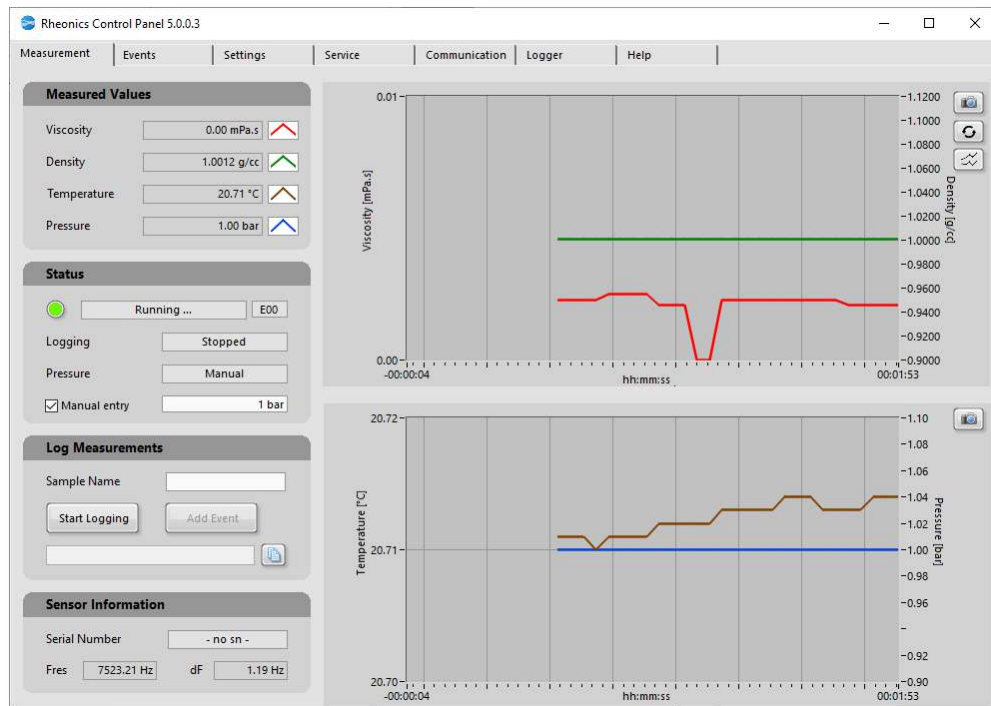 Rheonics Control Panel 5.0.0.3
Measurement Events Settings Service Communication Logger Help
Measured Values
Viscosity 0.00 mPa.s
Density 1.0012 g/cc
Temperature 20.71 °C
Pressure 1.00 bar
Status
Running ... E00
Logging Stopped
Pressure Manual
Manual entry 1 bar
Log Measurements
Sample Name
Start Logging Add Event
Sensor Information
Serial Number - no sn -
Fres 7523.21 Hz dF 1.19 Hz
0.01
Viscosity [mPa.s]
0.00
1.1200
1.1000
1.0800
1.0600
1.0400
1.0200
1.0000
0.9800
0.9600
0.9400
0.9200
0.9000
Density [g/cc]
-00:00:04 hh:mm:ss 00:01:53
20.72
20.71
20.70
Temperature [°C]
1.10
1.08
1.06
1.04
1.02
1.00
0.98
0.96
0.92
0.90
Pressure [bar]
-00:00:04 hh:mm:ss 00:01:53